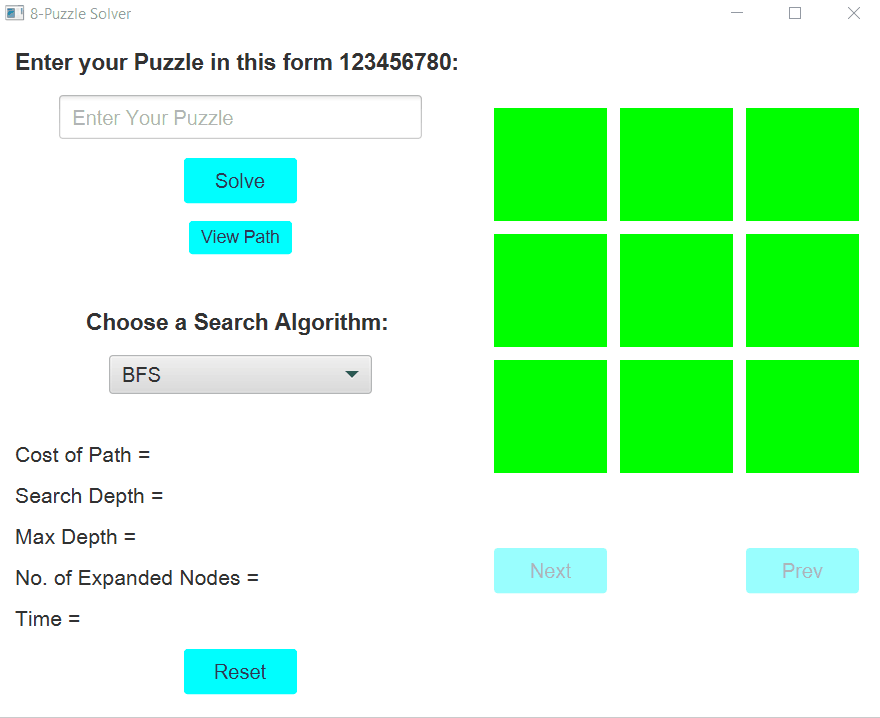 8-Puzzle Solver
Enter your Puzzle in this form 123456780:
Enter Your Puzzle
Solve
View Path
Choose a Search Algorithm:
BFS
Cost of Path =
Search Depth =
Max Depth =
No. of Expanded Nodes =
Time =
Reset
Next
Prev